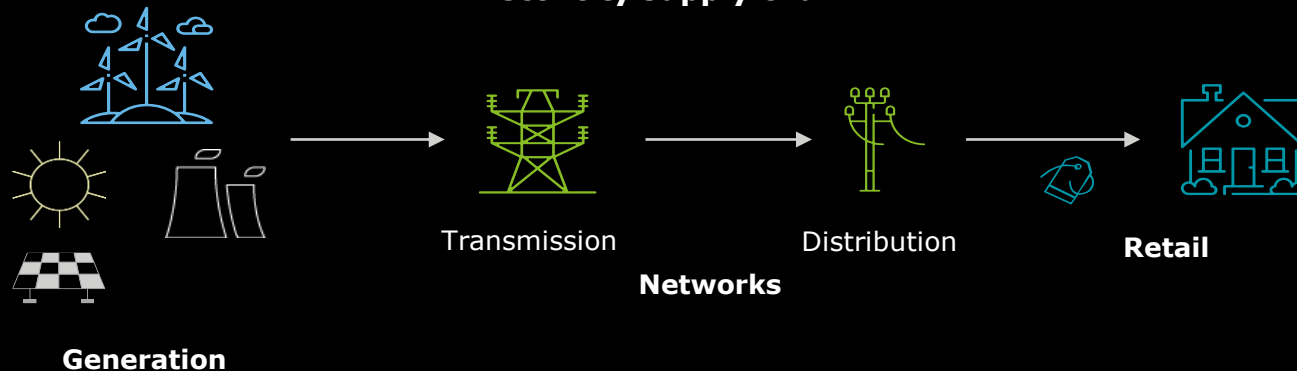 Transmission
Distribution
Retail
Networks
Generation